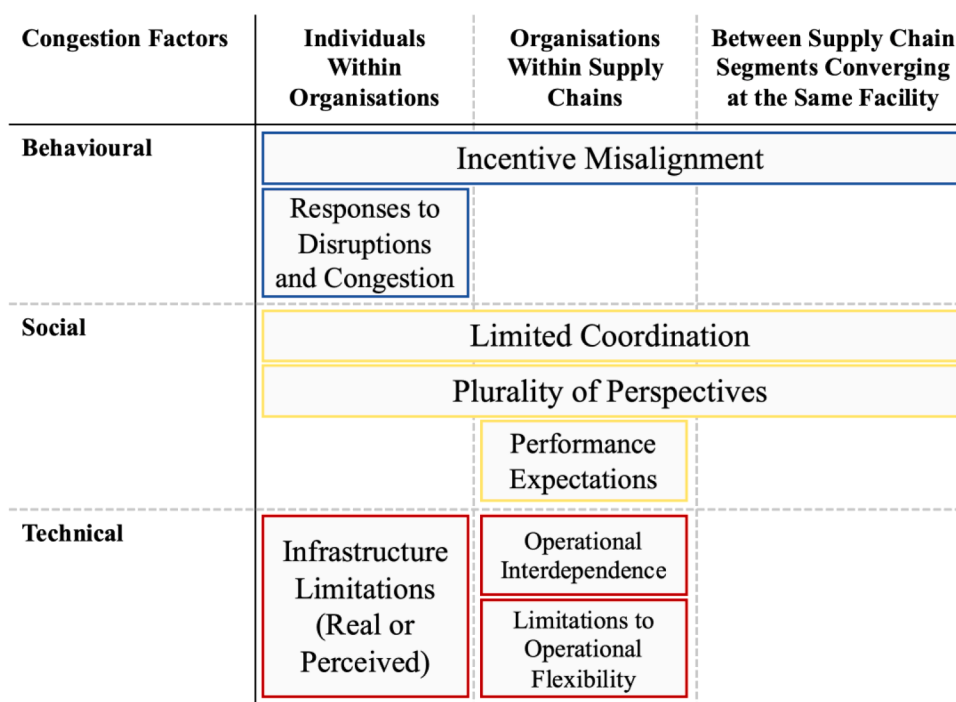 Congestion Factors
Individuals
Within
Organisations
Organisations
Within Supply
Chains
Between Supply Chain
Segments Converging
at the Same Facility
Behavioural
Incentive Misalignment
Responses to
Disruptions
and Congestion
Social
Limited Coordination
Plurality of Perspectives
Performance
Expectations
Technical
Infrastructure
Limitations
(Real or
Perceived)
Operational
Interdependence
Limitations to
Operational
Flexibility